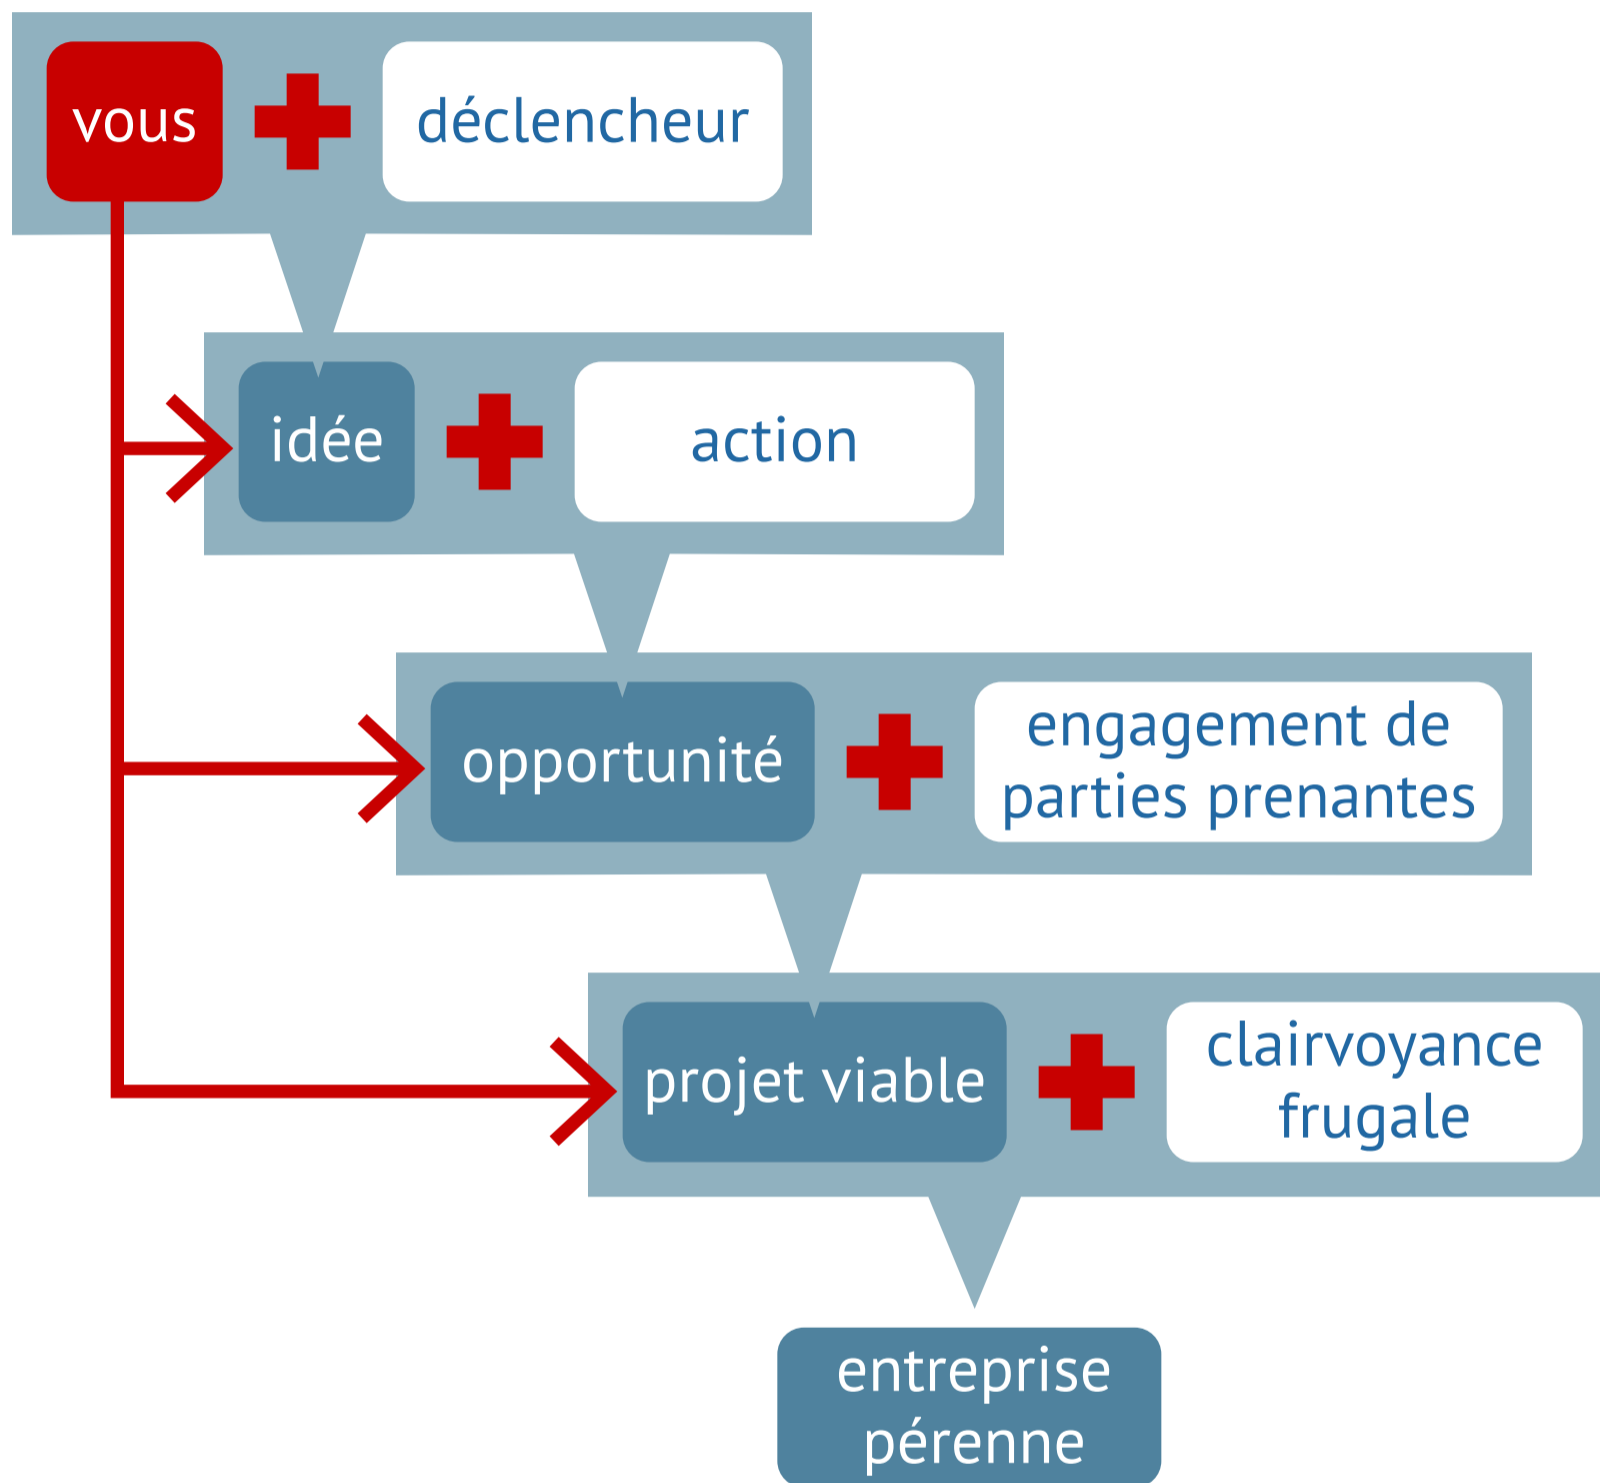 vous
déclencheur
idée
action
opportunité
engagement de
parties prenantes
projet viable
clairvoyance
frugale
entreprise
pérenne